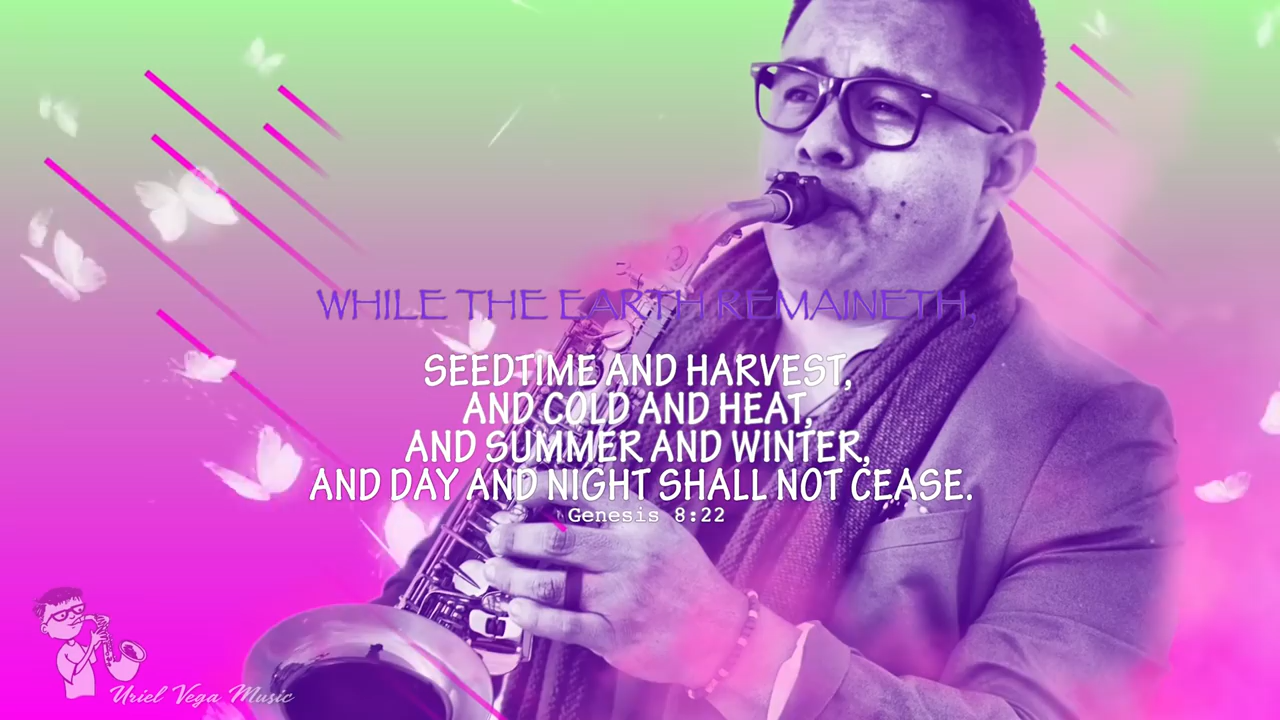 WHILE THE EARTH REMAINETH,
SEEDTIME AND HARVEST,
AND COLD AND HEAT,
AND SUMMER AND WINTER,
AND DAY AND NIGHT SHALL NOT CEASE.
Genesis 8:22
Uriel Vega Music